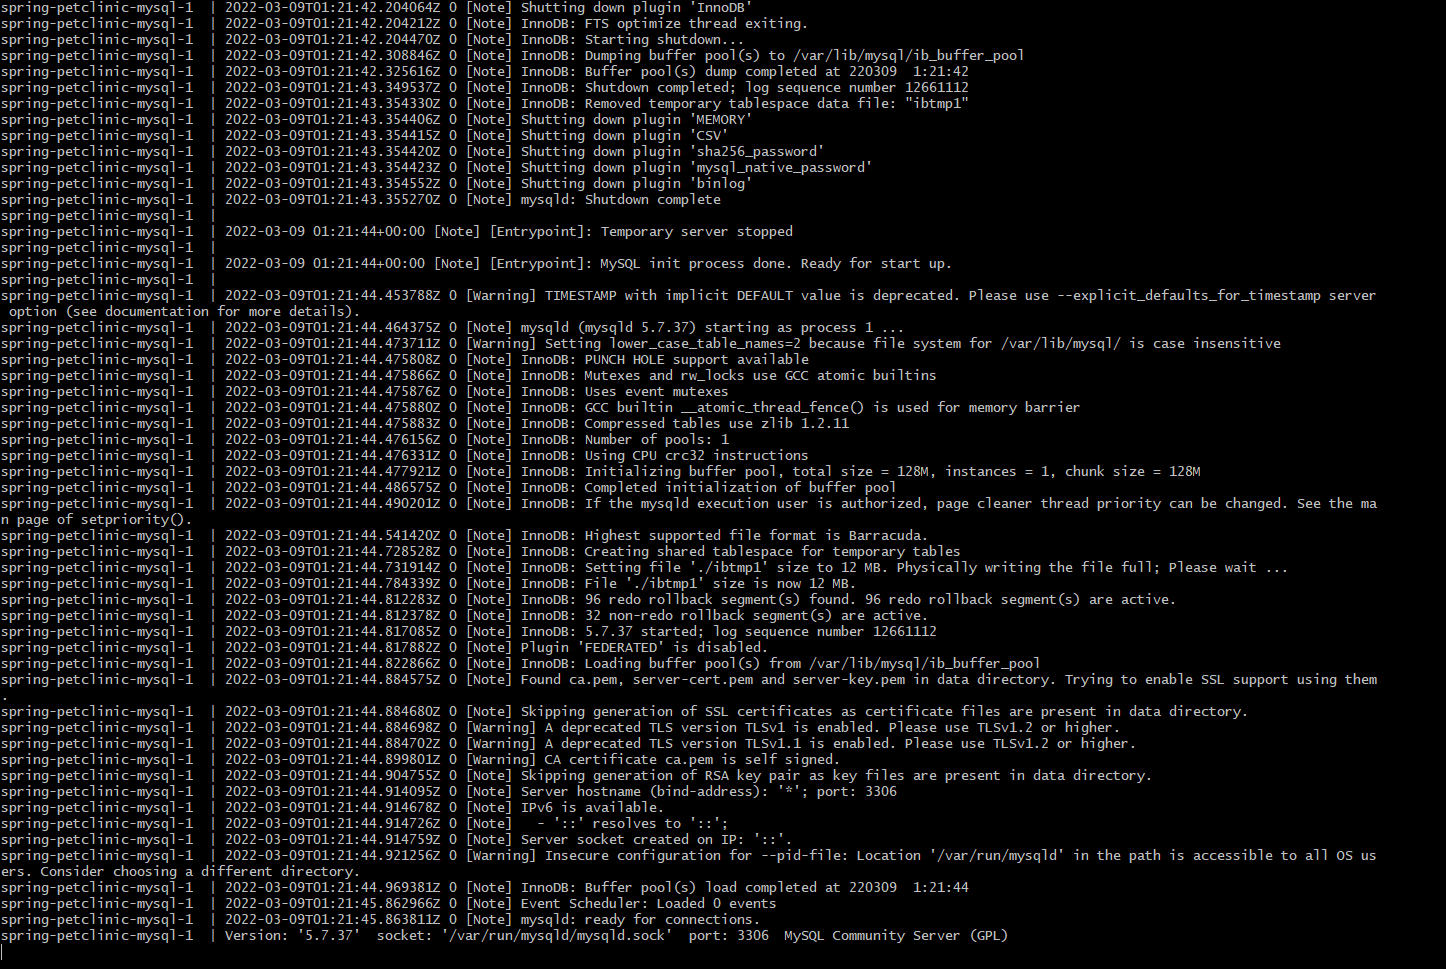 spring-petclinic-mysql-1  | 2022-03-09T01:21:42.204064Z 0 [Note] Shutting down plugin 'InnoDB'
spring-petclinic-mysql-1  | 2022-03-09T01:21:42.204212Z 0 [Note] InnoDB: FTS optimize thread exiting.
spring-petclinic-mysql-1  | 2022-03-09T01:21:42.204470Z 0 [Note] InnoDB: Starting shutdown...
spring-petclinic-mysql-1  | 2022-03-09T01:21:42.308846Z 0 [Note] InnoDB: Dumping buffer pool(s) to /var/lib/mysql/ib_buffer_pool
spring-petclinic-mysql-1  | 2022-03-09T01:21:42.325616Z 0 [Note] InnoDB: Buffer pool(s) dump completed at 220309  1:21:42
spring-petclinic-mysql-1  | 2022-03-09T01:21:43.349537Z 0 [Note] InnoDB: Shutdown completed; log sequence number 12661112
spring-petclinic-mysql-1  | 2022-03-09T01:21:43.354330Z 0 [Note] InnoDB: Removed temporary tablespace data file: "ibtmp1"
spring-petclinic-mysql-1  | 2022-03-09T01:21:43.354406Z 0 [Note] Shutting down plugin 'MEMORY'
spring-petclinic-mysql-1  | 2022-03-09T01:21:43.354415Z 0 [Note] Shutting down plugin 'CSV'
spring-petclinic-mysql-1  | 2022-03-09T01:21:43.354420Z 0 [Note] Shutting down plugin 'sha256_password'
spring-petclinic-mysql-1  | 2022-03-09T01:21:43.354423Z 0 [Note] Shutting down plugin 'mysql_native_password'
spring-petclinic-mysql-1  | 2022-03-09T01:21:43.354552Z 0 [Note] Shutting down plugin 'binlog'
spring-petclinic-mysql-1  | 2022-03-09T01:21:43.355270Z 0 [Note] mysqld: Shutdown complete
spring-petclinic-mysql-1  |
spring-petclinic-mysql-1  | 2022-03-09 01:21:44+00:00 [Note] [Entrypoint]: Temporary server stopped
spring-petclinic-mysql-1  |
spring-petclinic-mysql-1  | 2022-03-09 01:21:44+00:00 [Note] [Entrypoint]: MySQL init process done. Ready for start up.
spring-petclinic-mysql-1  |
spring-petclinic-mysql-1  | 2022-03-09T01:21:44.453788Z 0 [Warning] TIMESTAMP with implicit DEFAULT value is deprecated. Please use --explicit_defaults_for_timestamp server
 option (see documentation for more details).
spring-petclinic-mysql-1  | 2022-03-09T01:21:44.464375Z 0 [Note] mysqld (mysqld 5.7.37) starting as process 1 ...
spring-petclinic-mysql-1  | 2022-03-09T01:21:44.473711Z 0 [Warning] Setting lower_case_table_names=2 because file system for /var/lib/mysql/ is case insensitive
spring-petclinic-mysql-1  | 2022-03-09T01:21:44.475808Z 0 [Note] InnoDB: PUNCH HOLE support available
spring-petclinic-mysql-1  | 2022-03-09T01:21:44.475866Z 0 [Note] InnoDB: Mutexes and rw_locks use GCC atomic builtins
spring-petclinic-mysql-1  | 2022-03-09T01:21:44.475876Z 0 [Note] InnoDB: Uses event mutexes
spring-petclinic-mysql-1  | 2022-03-09T01:21:44.475880Z 0 [Note] InnoDB: GCC builtin __atomic_thread_fence() is used for memory barrier
spring-petclinic-mysql-1  | 2022-03-09T01:21:44.475883Z 0 [Note] InnoDB: Compressed tables use zlib 1.2.11
spring-petclinic-mysql-1  | 2022-03-09T01:21:44.476156Z 0 [Note] InnoDB: Number of pools: 1
spring-petclinic-mysql-1  | 2022-03-09T01:21:44.476331Z 0 [Note] InnoDB: Using CPU crc32 instructions
spring-petclinic-mysql-1  | 2022-03-09T01:21:44.477921Z 0 [Note] InnoDB: Initializing buffer pool, total size = 128M, instances = 1, chunk size = 128M
spring-petclinic-mysql-1  | 2022-03-09T01:21:44.486575Z 0 [Note] InnoDB: Completed initialization of buffer pool
spring-petclinic-mysql-1  | 2022-03-09T01:21:44.490201Z 0 [Note] InnoDB: If the mysqld execution user is authorized, page cleaner thread priority can be changed. See the ma
n page of setpriority().
spring-petclinic-mysql-1  | 2022-03-09T01:21:44.541420Z 0 [Note] InnoDB: Highest supported file format is Barracuda.
spring-petclinic-mysql-1  | 2022-03-09T01:21:44.728528Z 0 [Note] InnoDB: Creating shared tablespace for temporary tables
spring-petclinic-mysql-1  | 2022-03-09T01:21:44.731914Z 0 [Note] InnoDB: Setting file './ibtmp1' size to 12 MB. Physically writing the file full; Please wait ...
spring-petclinic-mysql-1  | 2022-03-09T01:21:44.784339Z 0 [Note] InnoDB: File './ibtmp1' size is now 12 MB.
spring-petclinic-mysql-1  | 2022-03-09T01:21:44.812283Z 0 [Note] InnoDB: 96 redo rollback segment(s) found. 96 redo rollback segment(s) are active.
spring-petclinic-mysql-1  | 2022-03-09T01:21:44.812378Z 0 [Note] InnoDB: 32 non-redo rollback segment(s) are active.
spring-petclinic-mysql-1  | 2022-03-09T01:21:44.817085Z 0 [Note] InnoDB: 5.7.37 started; log sequence number 12661112
spring-petclinic-mysql-1  | 2022-03-09T01:21:44.817882Z 0 [Note] Plugin 'FEDERATED' is disabled.
spring-petclinic-mysql-1  | 2022-03-09T01:21:44.822866Z 0 [Note] InnoDB: Loading buffer pool(s) from /var/lib/mysql/ib_buffer_pool
spring-petclinic-mysql-1  | 2022-03-09T01:21:44.884575Z 0 [Note] Found ca.pem, server-cert.pem and server-key.pem in data directory. Trying to enable SSL support using them
.
spring-petclinic-mysql-1  | 2022-03-09T01:21:44.884680Z 0 [Note] Skipping generation of SSL certificates as certificate files are present in data directory.
spring-petclinic-mysql-1  | 2022-03-09T01:21:44.884698Z 0 [Warning] A deprecated TLS version TLSv1 is enabled. Please use TLSv1.2 or higher.
spring-petclinic-mysql-1  | 2022-03-09T01:21:44.884702Z 0 [Warning] A deprecated TLS version TLSv1.1 is enabled. Please use TLSv1.2 or higher.
spring-petclinic-mysql-1  | 2022-03-09T01:21:44.899801Z 0 [Warning] CA certificate ca.pem is self signed.
spring-petclinic-mysql-1  | 2022-03-09T01:21:44.904755Z 0 [Note] Skipping generation of RSA key pair as key files are present in data directory.
spring-petclinic-mysql-1  | 2022-03-09T01:21:44.914095Z 0 [Note] Server hostname (bind-address): '*'; port: 3306
spring-petclinic-mysql-1  | 2022-03-09T01:21:44.914678Z 0 [Note] IPv6 is available.
spring-petclinic-mysql-1  | 2022-03-09T01:21:44.914726Z 0 [Note]   - '::' resolves to '::';
spring-petclinic-mysql-1  | 2022-03-09T01:21:44.914759Z 0 [Note] Server socket created on IP: '::'.
spring-petclinic-mysql-1  | 2022-03-09T01:21:44.921256Z 0 [Warning] Insecure configuration for --pid-file: Location '/var/run/mysqld' in the path is accessible to all OS us
ers. Consider choosing a different directory.
spring-petclinic-mysql-1  | 2022-03-09T01:21:44.969381Z 0 [Note] InnoDB: Buffer pool(s) load completed at 220309  1:21:44
spring-petclinic-mysql-1  | 2022-03-09T01:21:45.862966Z 0 [Note] Event Scheduler: Loaded 0 events
spring-petclinic-mysql-1  | 2022-03-09T01:21:45.863811Z 0 [Note] mysqld: ready for connections.
spring-petclinic-mysql-1  | Version: '5.7.37'  socket: '/var/run/mysqld/mysqld.sock'  port: 3306  MySQL Community Server (GPL)